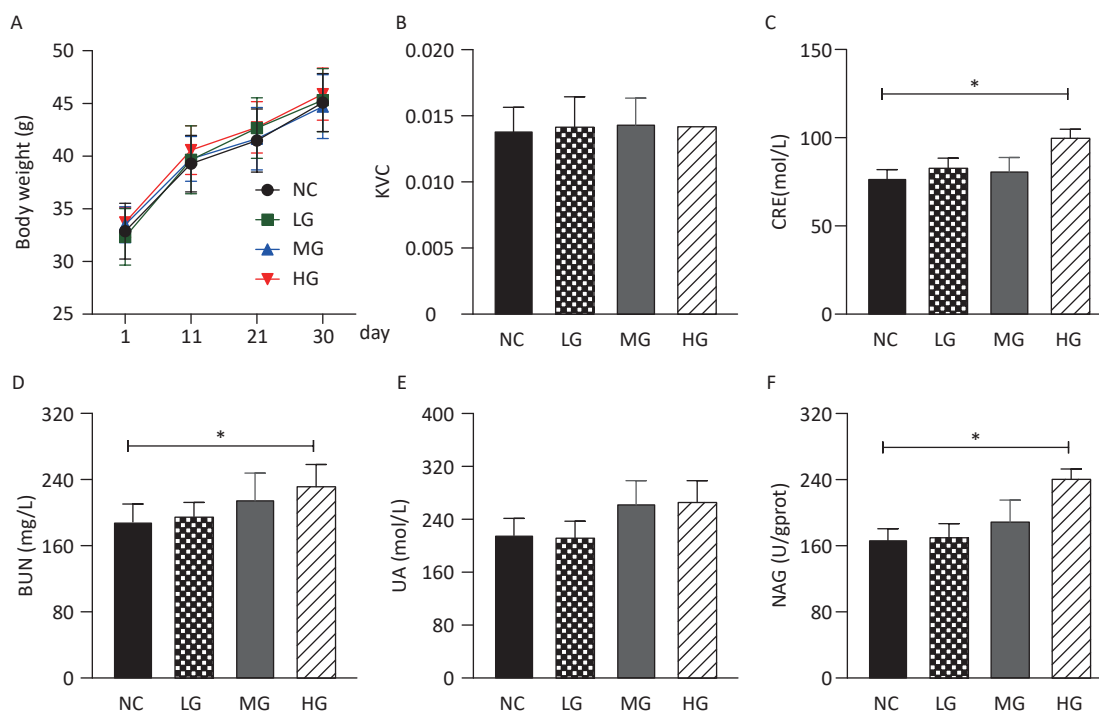 A
Body weight (g)
50
45
40
35
30
25
1 11 21 30 day
NC
LG
MG
HG
B
KVC
0.020
0.015
0.010
0.005
0
NC LG MG HG
C
CRE(mol/L)
150
100
50
0
*
NC LG MG HG
D
BUN (mg/L)
320
240
160
80
0
*
NC LG MG HG
E
UA (mol/L)
400
320
240
160
80
0
NC LG MG HG
F
NAG (U/gprot)
320
240
160
80
0
*
NC LG MG HG